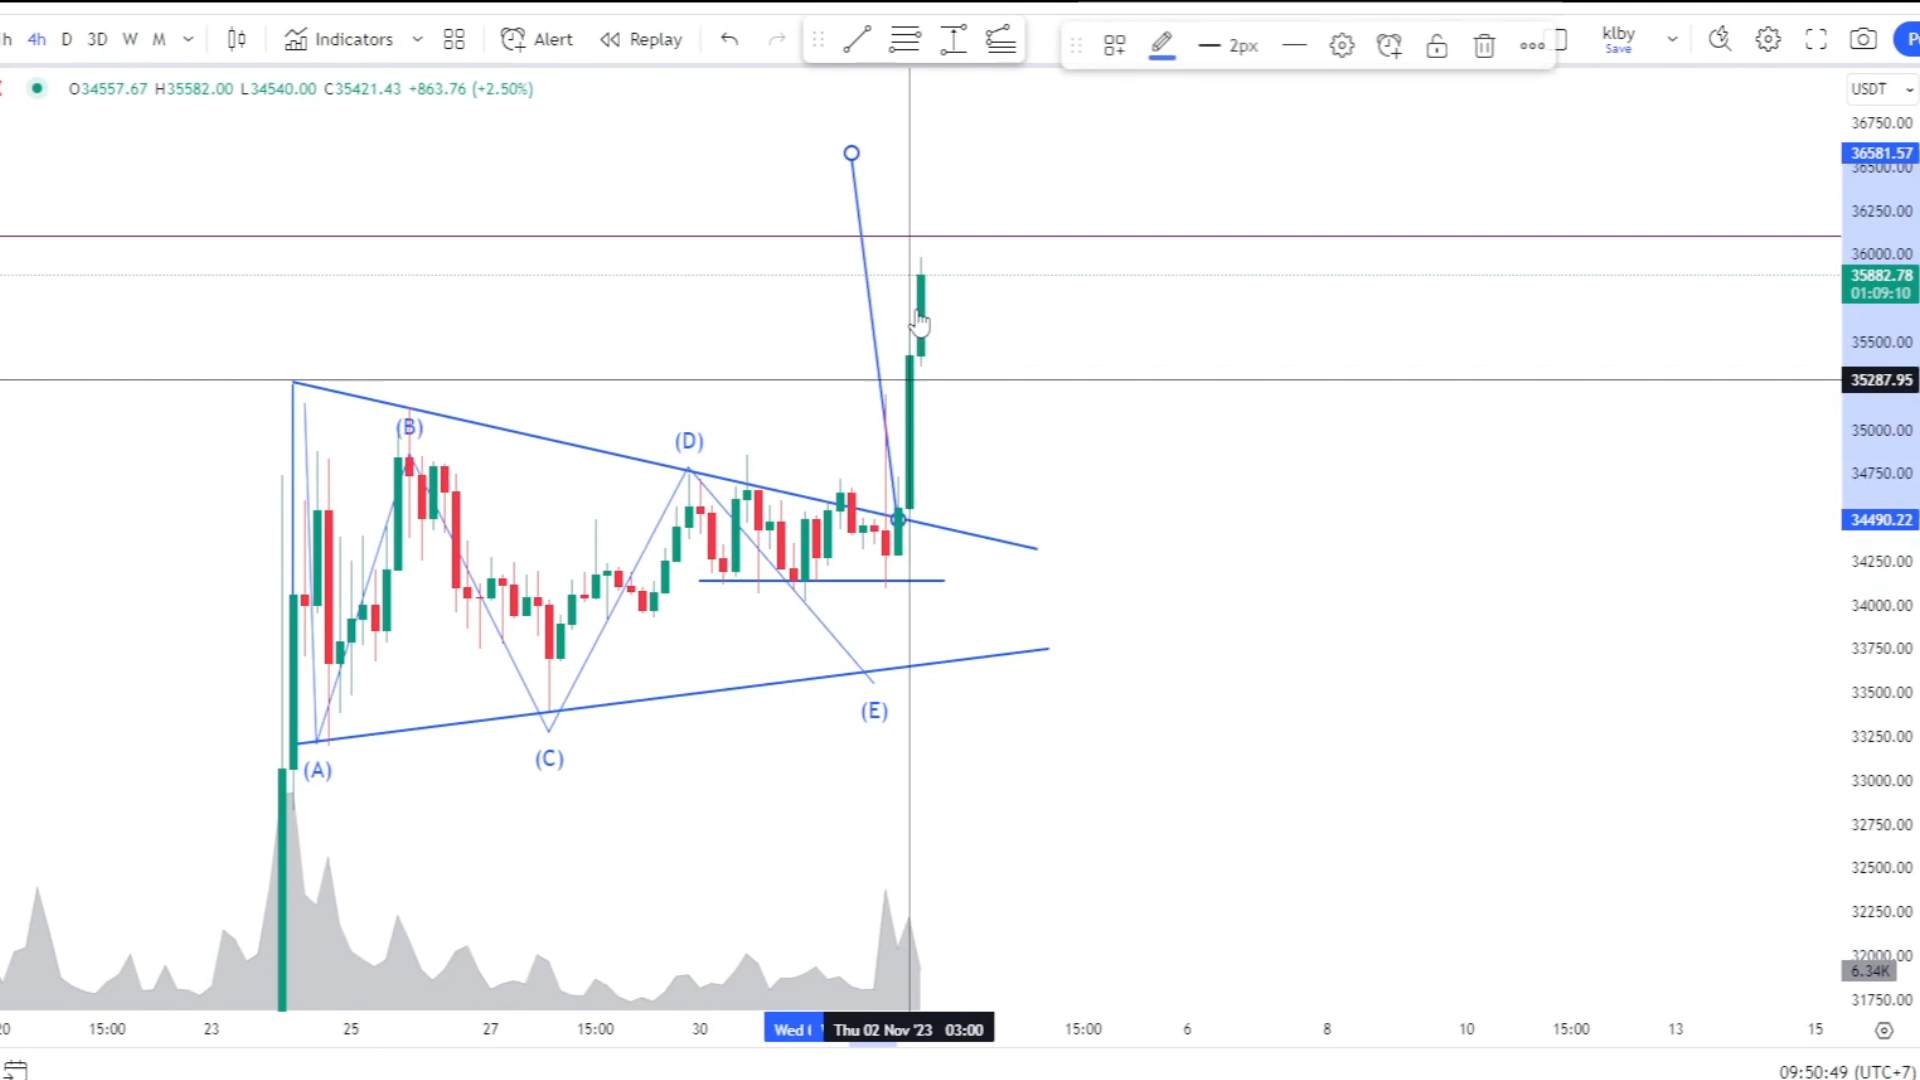 h 4h D 3D W M Indicators Alert Replay 2px klby
Save
O34557.67 H35582.00 L34540.00 C35421.43 +863.76 (+2.50%)
USDT
36750.00
36581.57
36500.00
36250.00
36000.00
35882.78
01:09:10
35500.00
35287.95
35000.00
34750.00
34490.22
34250.00
34000.00
33750.00
33500.00
33250.00
33000.00
32750.00
32500.00
32250.00
32000.00
6.34K
31750.00
(B)
(D)
(E)
(C)
(A)
15:00 23 25 27 15:00 30 Wed Thu 02 Nov '23 03:00 15:00 6 8 10 15:00 13 15
09:50:49 (UTC+7)